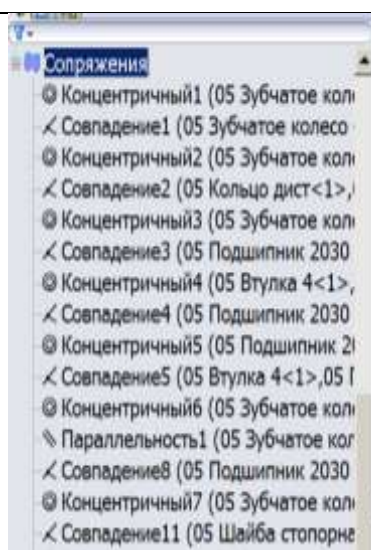 Сопряжения
Концентричный1 (05 Зубчатое кол
Совпадение1 (05 Зубчатое колесо
Концентричный2 (05 Зубчатое кол
Совпадение2 (05 Кольцо дист<1>,
Концентричный3 (05 Зубчатое кол
Совпадение3 (05 Подшипник 2030
Концентричный4 (05 Втулка 4<1>,
Совпадение4 (05 Подшипник 2030
Концентричный5 (05 Подшипник 2
Совпадение5 (05 Втулка 4<1>,05 П
Концентричный6 (05 Зубчатое кол
Параллельность1 (05 Зубчатое кол
Совпадение8 (05 Подшипник 2030
Концентричный7 (05 Зубчатое кол
Совпадение11 (05 Шайба стопорна